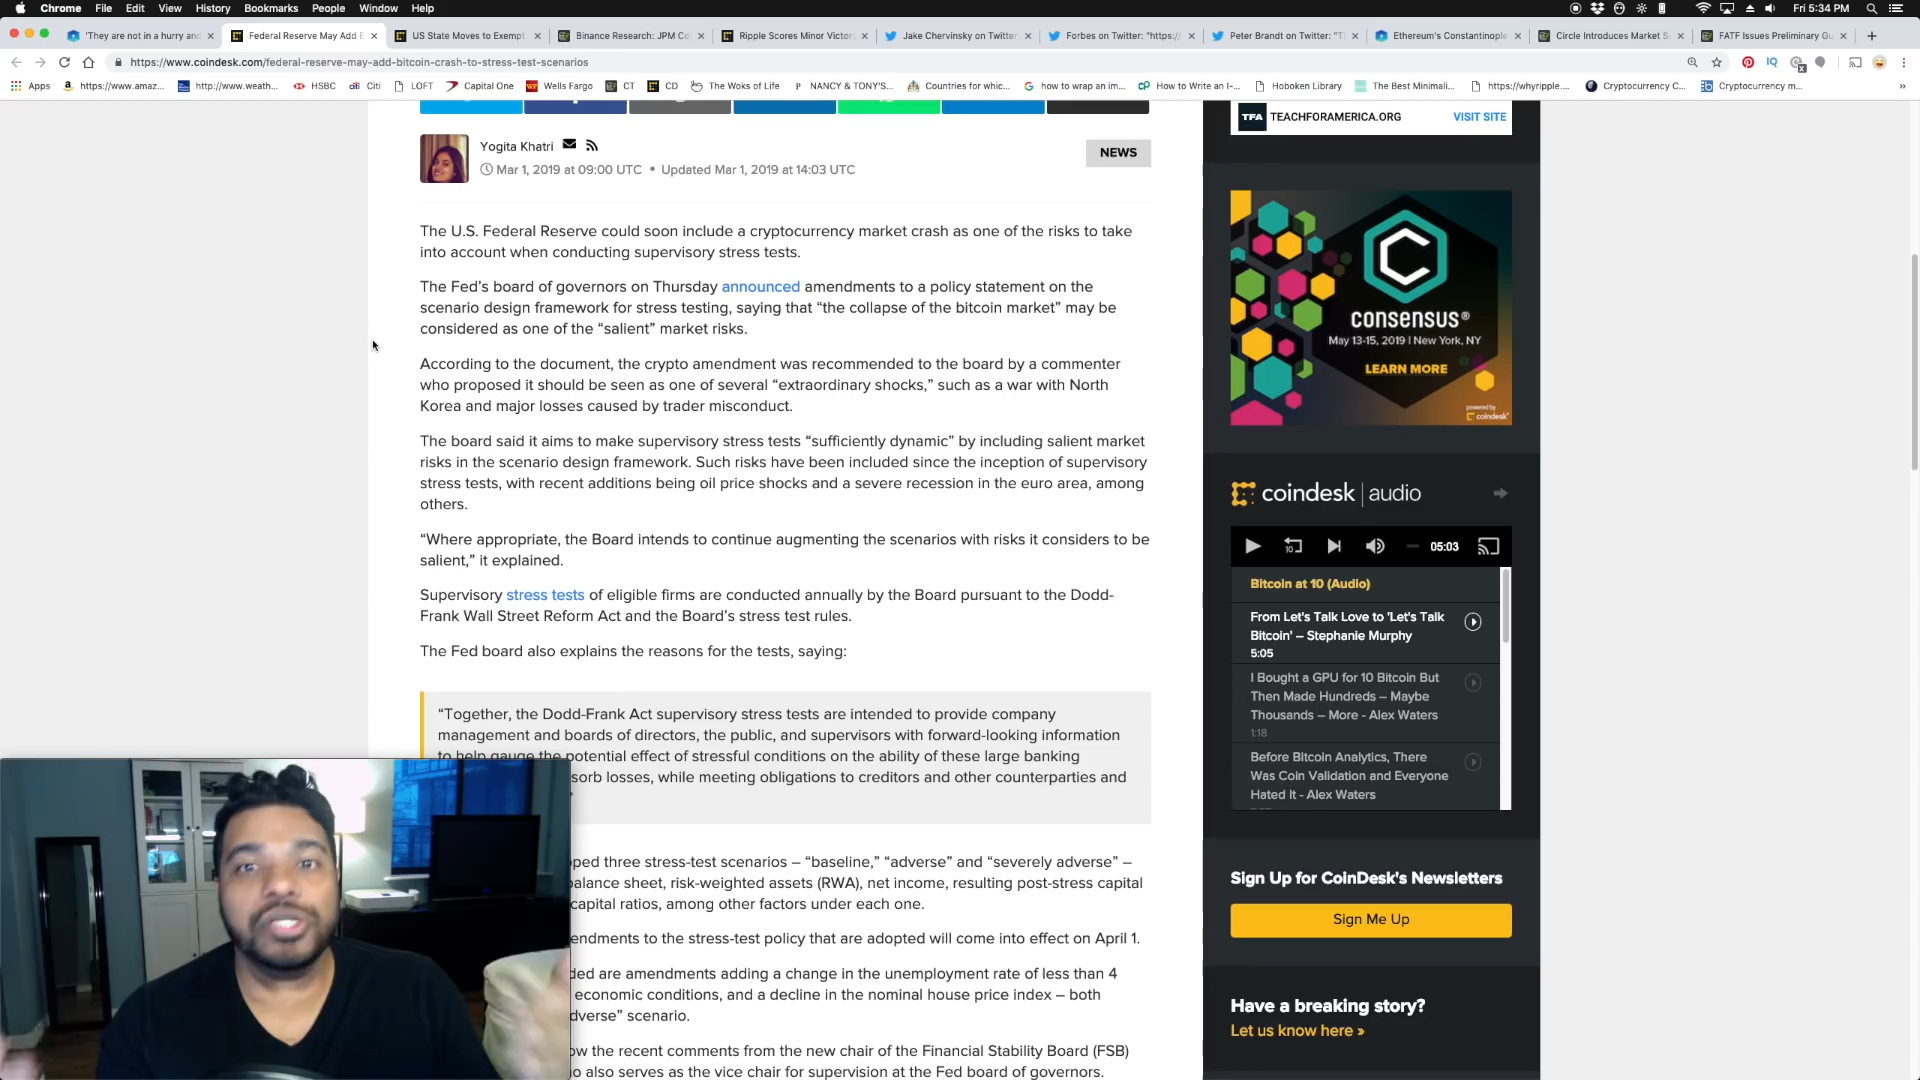 Chrome File Edit View History Bookmarks People Window Help Fri 5:34 PM
'They are not in a hurry and Federal Reserve May Add B US State Moves to Exempt Binance Research: JPM Co Ripple Scores Minor Victor Jake Chervinsky on Twitter Forbes on Twitter: "https:/ Peter Brandt on Twitter: "T Ethereum's Constantinople Circle Introduces Market S FATF Issues Preliminary Gu
https://www.coindesk.com/federal-reserve-may-add-bitcoin-crash-to-stress-test-scenarios
Apps https://www.amaz... http://www.weath... HSBC Citi LOFT Capital One Wells Fargo CT CD The Woks of Life NANCY & TONY'S... Countries for whic... how to wrap an im... How to Write an I-... Hoboken Library The Best Minimali... https://whyripple.... Cryptocurrency C... Cryptocurrency m...
Yogita Khatri
Mar 1, 2019 at 09:00 UTC • Updated Mar 1, 2019 at 14:03 UTC
NEWS
The U.S. Federal Reserve could soon include a cryptocurrency market crash as one of the risks to take
into account when conducting supervisory stress tests.
The Fed’s board of governors on Thursday announced amendments to a policy statement on the
scenario design framework for stress testing, saying that “the collapse of the bitcoin market” may be
considered as one of the “salient” market risks.
According to the document, the crypto amendment was recommended to the board by a commenter
who proposed it should be seen as one of several “extraordinary shocks,” such as a war with North
Korea and major losses caused by trader misconduct.
The board said it aims to make supervisory stress tests “sufficiently dynamic” by including salient market
risks in the scenario design framework. Such risks have been included since the inception of supervisory
stress tests, with recent additions being oil price shocks and a severe recession in the euro area, among
others.
“Where appropriate, the Board intends to continue augmenting the scenarios with risks it considers to be
salient,” it explained.
Supervisory stress tests of eligible firms are conducted annually by the Board pursuant to the Dodd-
Frank Wall Street Reform Act and the Board’s stress test rules.
The Fed board also explains the reasons for the tests, saying:
“Together, the Dodd-Frank Act supervisory stress tests are intended to provide company
management and boards of directors, the public, and supervisors with forward-looking information
to help gauge the potential effect of stressful conditions on the ability of these large banking
sorb losses, while meeting obligations to creditors and other counterparties and
ped three stress-test scenarios – “baseline,” “adverse” and “severely adverse” –
balance sheet, risk-weighted assets (RWA), net income, resulting post-stress capital
capital ratios, among other factors under each one.
endments to the stress-test policy that are adopted will come into effect on April 1.
ded are amendments adding a change in the unemployment rate of less than 4
economic conditions, and a decline in the nominal house price index – both
dverse” scenario.
ow the recent comments from the new chair of the Financial Stability Board (FSB)
o also serves as the vice chair for supervision at the Fed board of governors.
TFA TEACHFORAMERICA.ORG VISIT SITE
CONSENSUS®
May 13-15, 2019 | New York, NY
LEARN MORE
powered by
coindesk
coindesk | audio
10 05:03
Bitcoin at 10 (Audio)
From Let's Talk Love to 'Let's Talk
Bitcoin' – Stephanie Murphy
5:05
I Bought a GPU for 10 Bitcoin But
Then Made Hundreds – Maybe
Thousands – More - Alex Waters
1:18
Before Bitcoin Analytics, There
Was Coin Validation and Everyone
Hated It - Alex Waters
Sign Up for CoinDesk's Newsletters
Sign Me Up
Have a breaking story?
Let us know here »